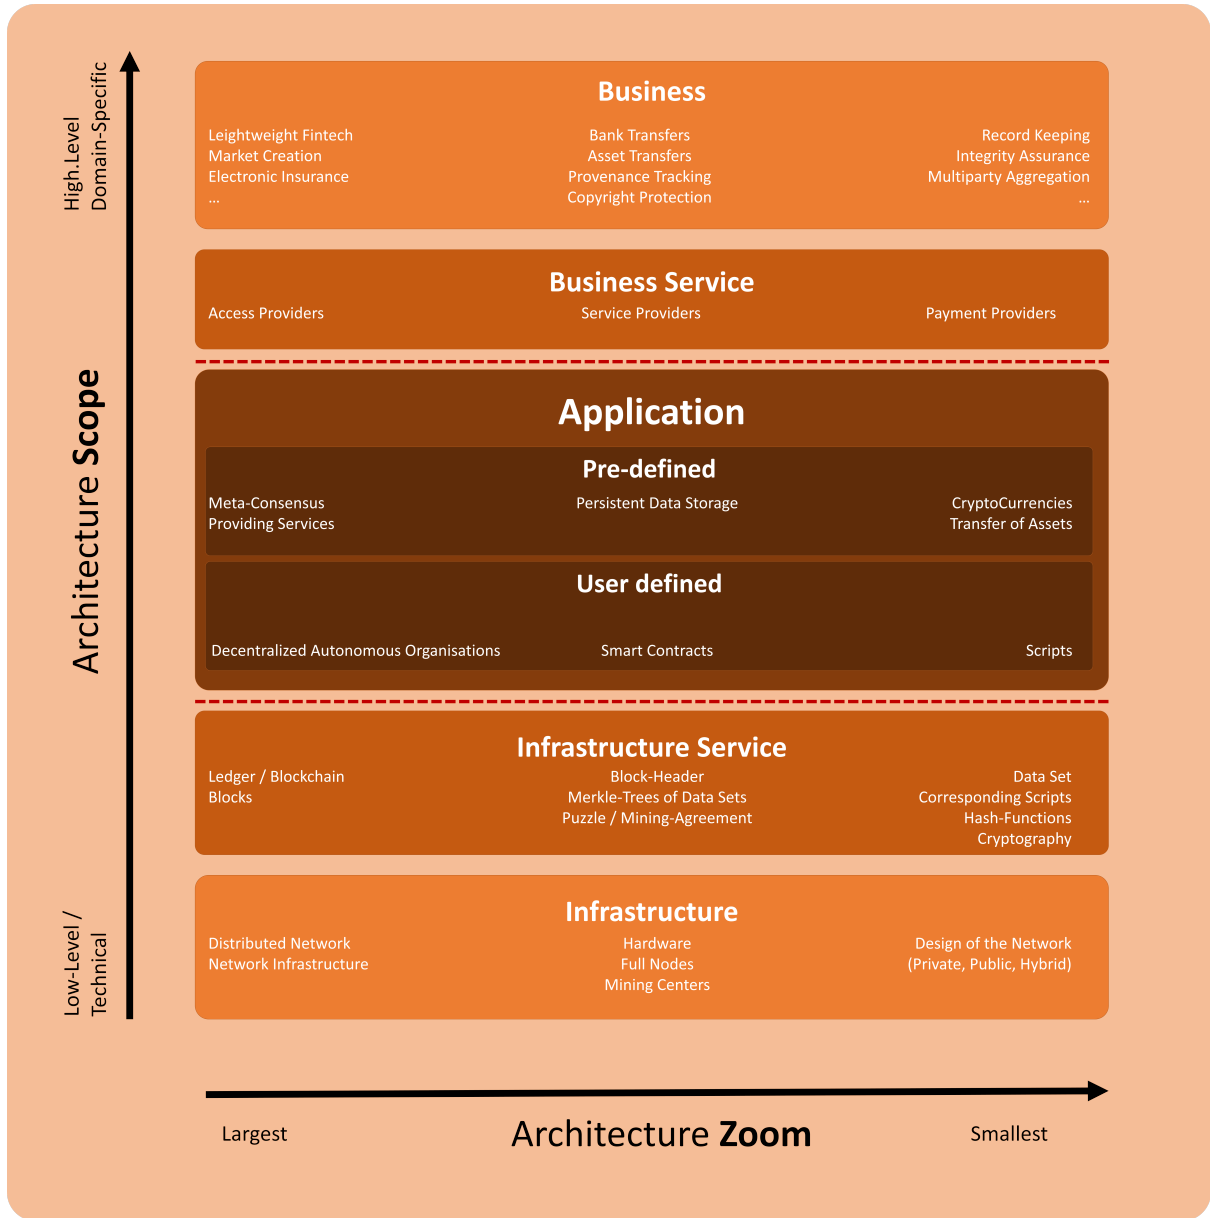 High.Level
Domain-Specific
Architecture Scope
Low-Level /
Technical
Business
Leightweight Fintech
Market Creation
Electronic Insurance
...
Bank Transfers
Asset Transfers
Provenance Tracking
Copyright Protection
Record Keeping
Integrity Assurance
Multiparty Aggregation
...
Business Service
Access Providers
Service Providers
Payment Providers
Application
Pre-defined
Meta-Consensus
Providing Services
Persistent Data Storage
CryptoCurrencies
Transfer of Assets
User defined
Decentralized Autonomous Organisations
Smart Contracts
Scripts
Infrastructure Service
Ledger / Blockchain
Blocks
Block-Header
Merkle-Trees of Data Sets
Puzzle / Mining-Agreement
Data Set
Corresponding Scripts
Hash-Functions
Cryptography
Infrastructure
Distributed Network
Network Infrastructure
Hardware
Full Nodes
Mining Centers
Design of the Network
(Private, Public, Hybrid)
Largest
Architecture Zoom
Smallest